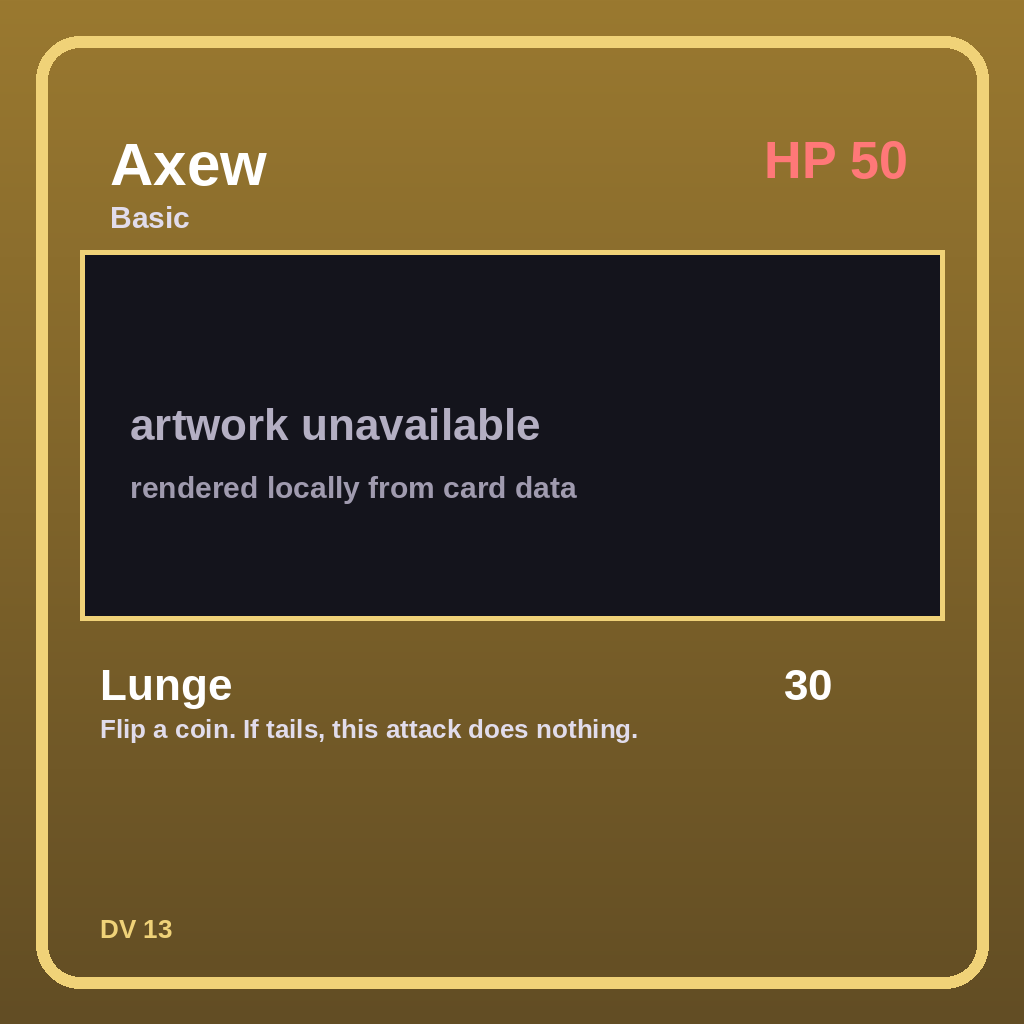 Axew
HP 50
Basic
artwork unavailable
rendered locally from card data
Lunge
30
Flip a coin. If tails, this attack does nothing.
DV 13